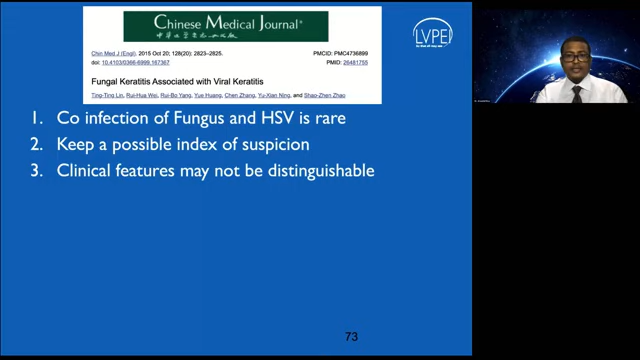 Chinese Medical Journal
LVPEI
Chin Med J (Engl). 2015 Oct 20; 128(20): 2823–2825.
PMCID: PMC4736899
doi: 10.4103/0366-6999.167367
PMID: 26481755
Fungal Keratitis Associated with Viral Keratitis
Ting-Ting Lin, Rui-Hua Wei, Rui-Bo Yang, Yue Huang, Chen Zhang, Yu-Xian Ning, and Shao-Zhen Zhao
1. Co infection of Fungus and HSV is rare
2. Keep a possible index of suspicion
3. Clinical features may not be distinguishable
73